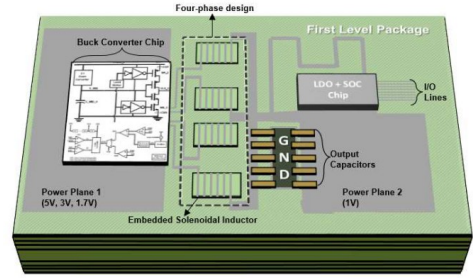 Four-phase design
First Level Package
Buck Converter Chip
LDO + SOC
Chip
I/O
Lines
G
N
D
Output
Capacitors
Power Plane 1
(5V, 3V, 1.7V)
Power Plane 2
(1V)
Embedded Solenoidal Inductor